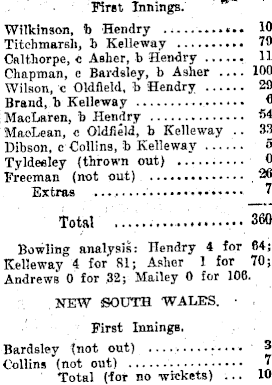 First Innings.
Wilkinson, b Hendry ............ 10
Titchmarsh, b Kelleway .......... 79
Calthorpe, c Asher, b Hendry .... 11
Chapman, c Bardsley, b Asher .... 100
Wilson, c Oldfield, b Hendry .... 29
Brand, b Kelleway ............... 6
MacLaren, b Hendry .............. 54
MacLean, c Oldfield, b Kelleway .. 33
Dibson, c Collins, b Kelleway .... 5
Tyldesley (thrown out) .......... 0
Freeman (not out) ............... 26
Extras .................. 7
Total .................. 360
Bowling analysis: Hendry 4 for 64;
Kelleway 4 for 81; Asher 1 for 70;
Andrews 0 for 32; Mailey 0 for 106.
NEW SOUTH WALES.
First Innings.
Bardsley (not out) .............. 3
Collins (not out) ............... 7
Total (for no wickets) ... 10